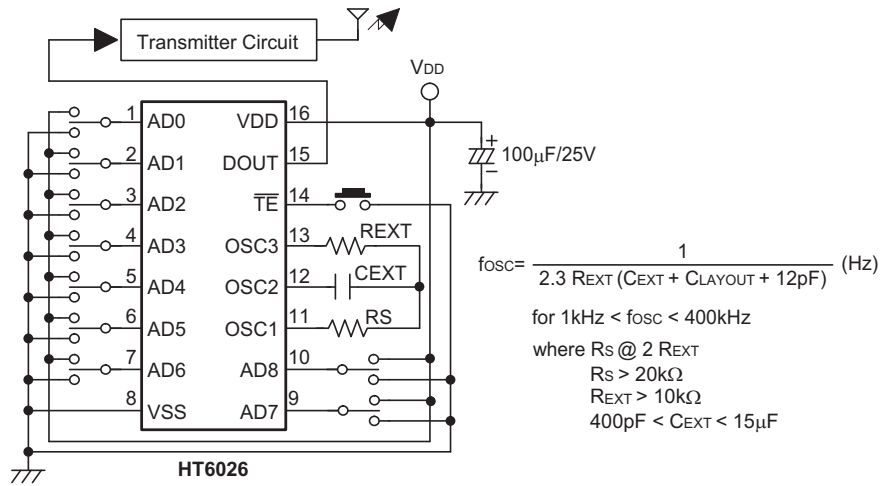 Transmitter Circuit
VDD
1 AD0 VDD 16
2 AD1 DOUT 15
3 AD2 TE 14
4 AD3 OSC3 13 REXT
5 AD4 OSC2 12 CEXT
6 AD5 OSC1 11 RS
7 AD6 AD8 10
8 VSS AD7 9
HT6026
+
100μF/25V
−
fOSC= 1 / 2.3 REXT (CEXT + CLAYOUT + 12pF) (Hz)
for 1kHz < fOSC < 400kHz
where RS @ 2 REXT
RS > 20kΩ
REXT > 10kΩ
400pF < CEXT < 15μF